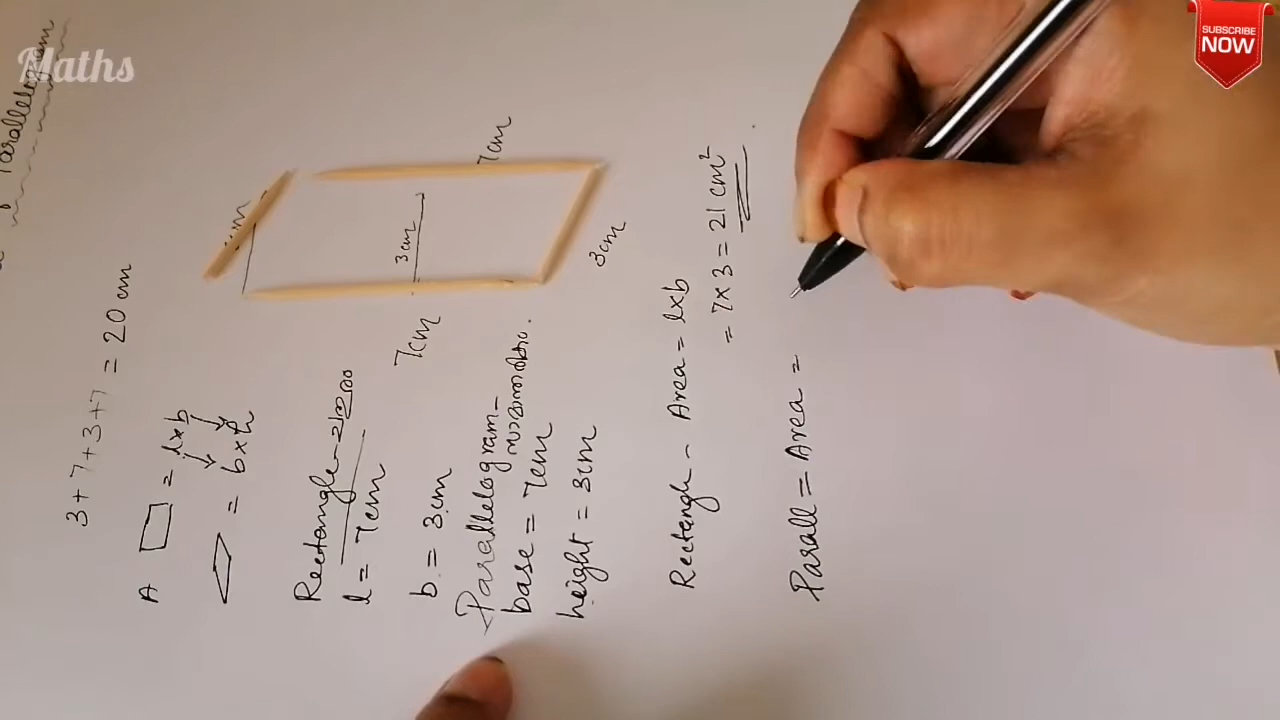 Maths
SUBSCRIBE
NOW
Parallelogram
3+7+3+7 = 20 cm
A = l×b
= b×h
7cm
3cm
3cm
7cm
Rectangle
l = 7cm
b = 3cm
Parallelogram-
base = 7cm
height = 3cm
Rectangle - Area = l×b
= 7×3 = 21 cm²
Parall = Area =